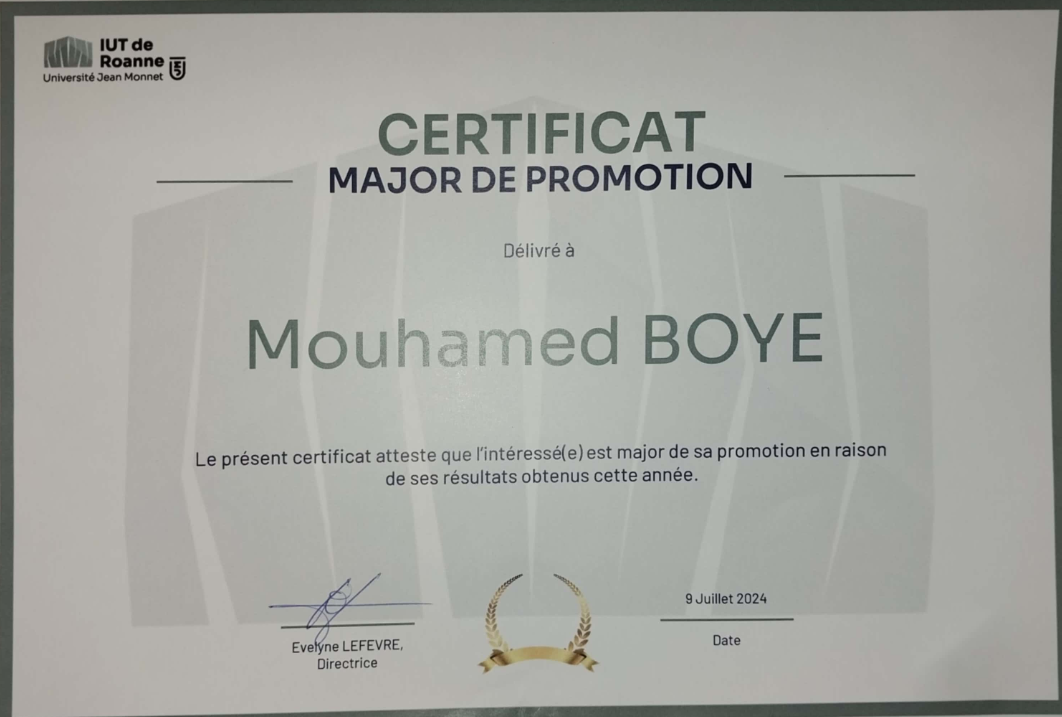 IUT de
Roanne
Université Jean Monnet
CERTIFICAT
MAJOR DE PROMOTION
Délivré à
Mouhamed BOYE
Le présent certificat atteste que l'intéressé(e) est major de sa promotion en raison
de ses résultats obtenus cette année.
Evelyne LEFEVRE,
Directrice
9 Juillet 2024
Date